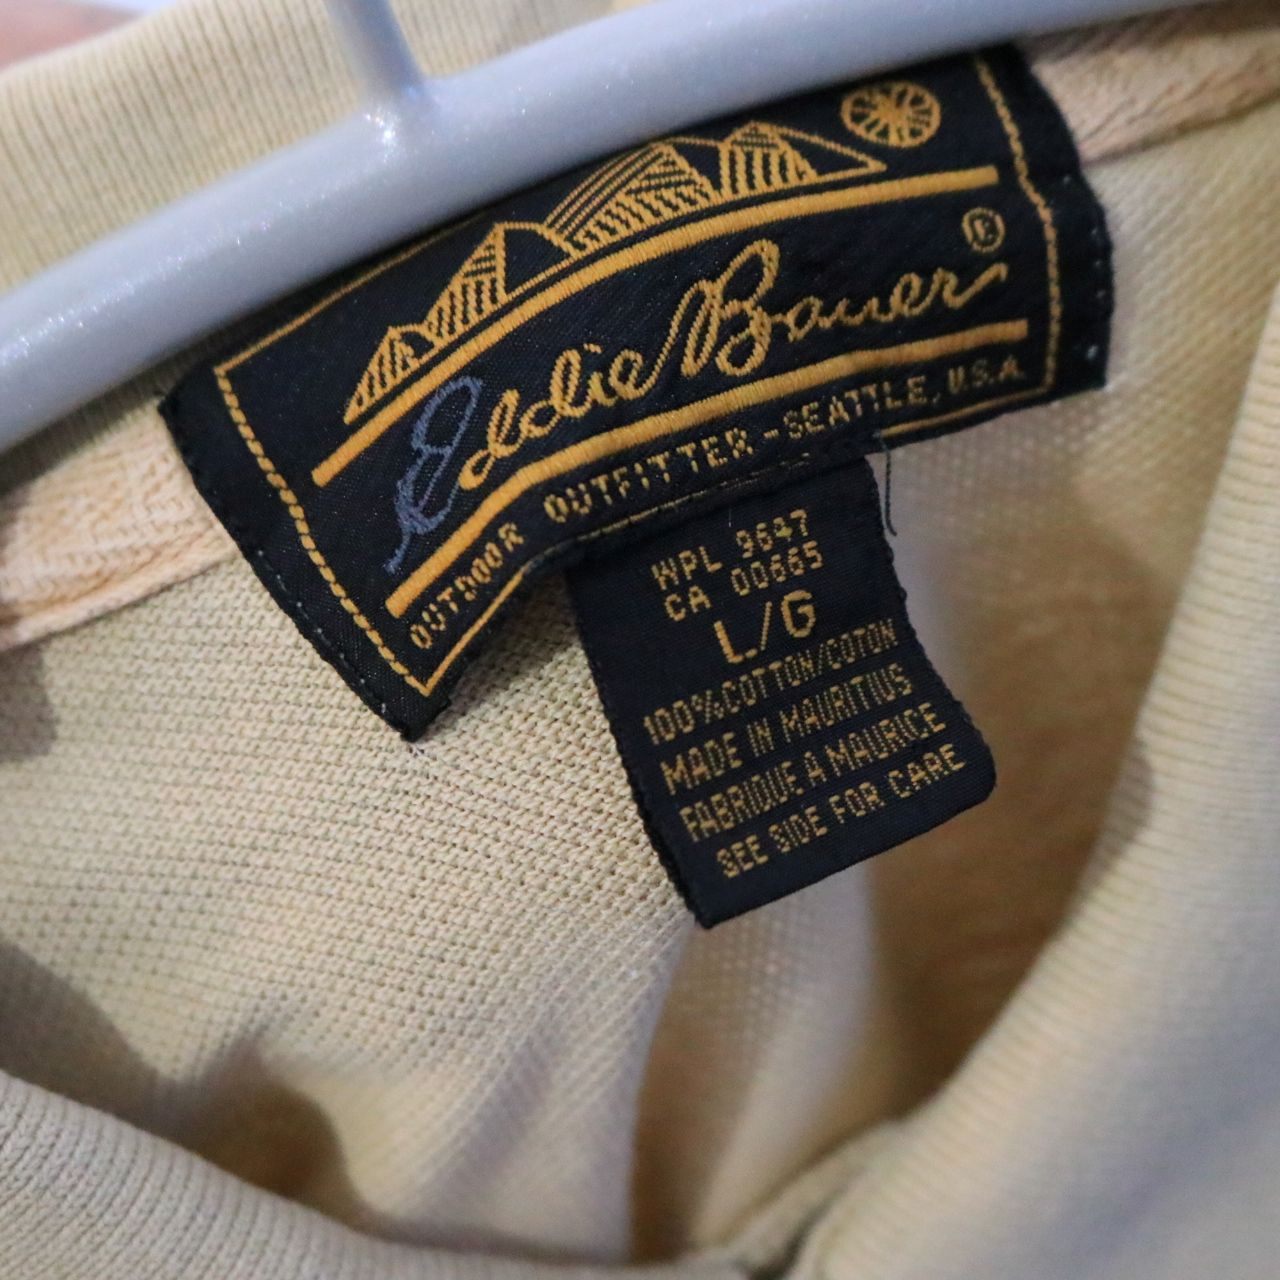 Eddie Bauer ®
OUTDOOR OUTFITTER - SEATTLE, U.S.A
WPL 9647
CA 00665
L/G
100% COTTON/COTON
MADE IN MAURITIUS
FABRIQUE A MAURICE
SEE SIDE FOR CARE